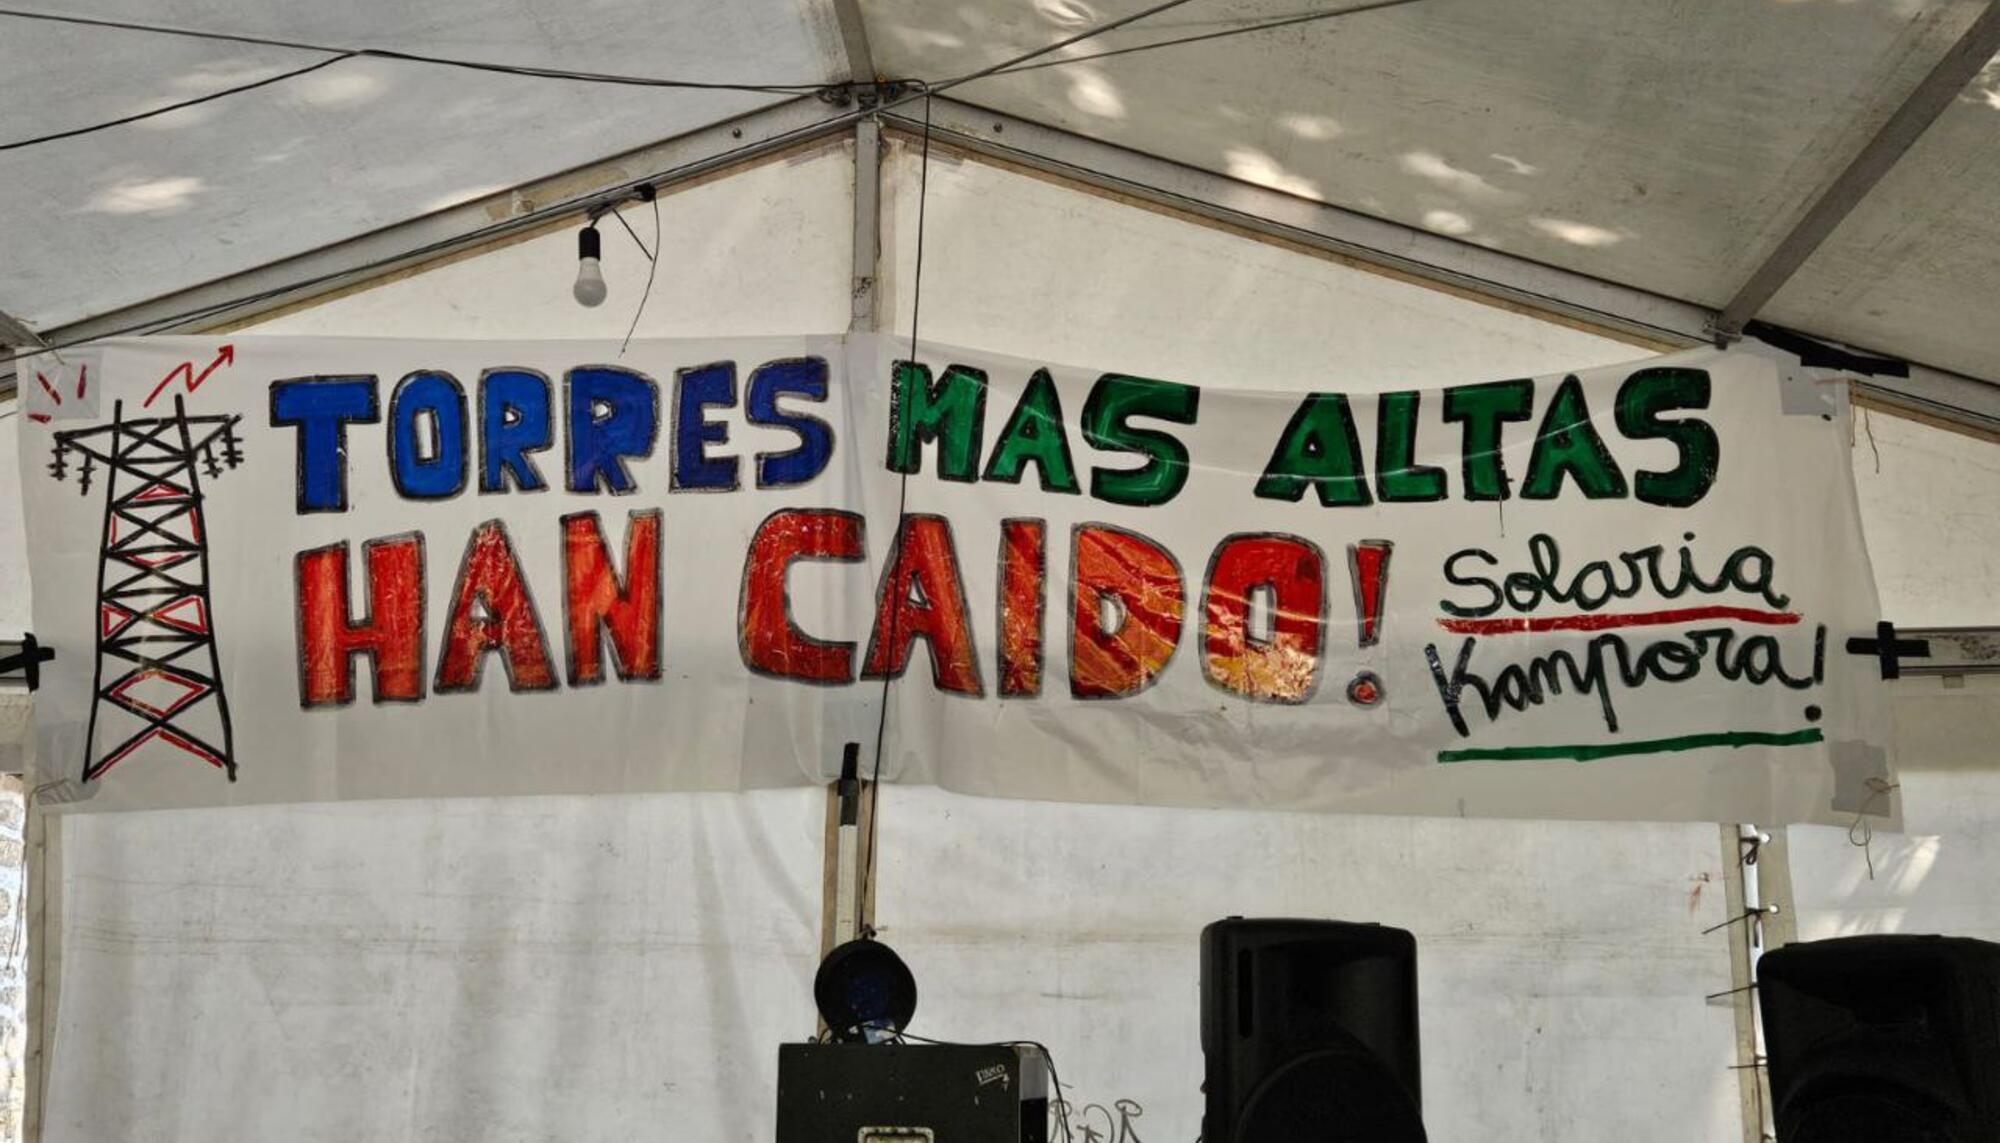 TORRES MAS ALTAS
HAN CAIDO!
Solaria
Kampora!